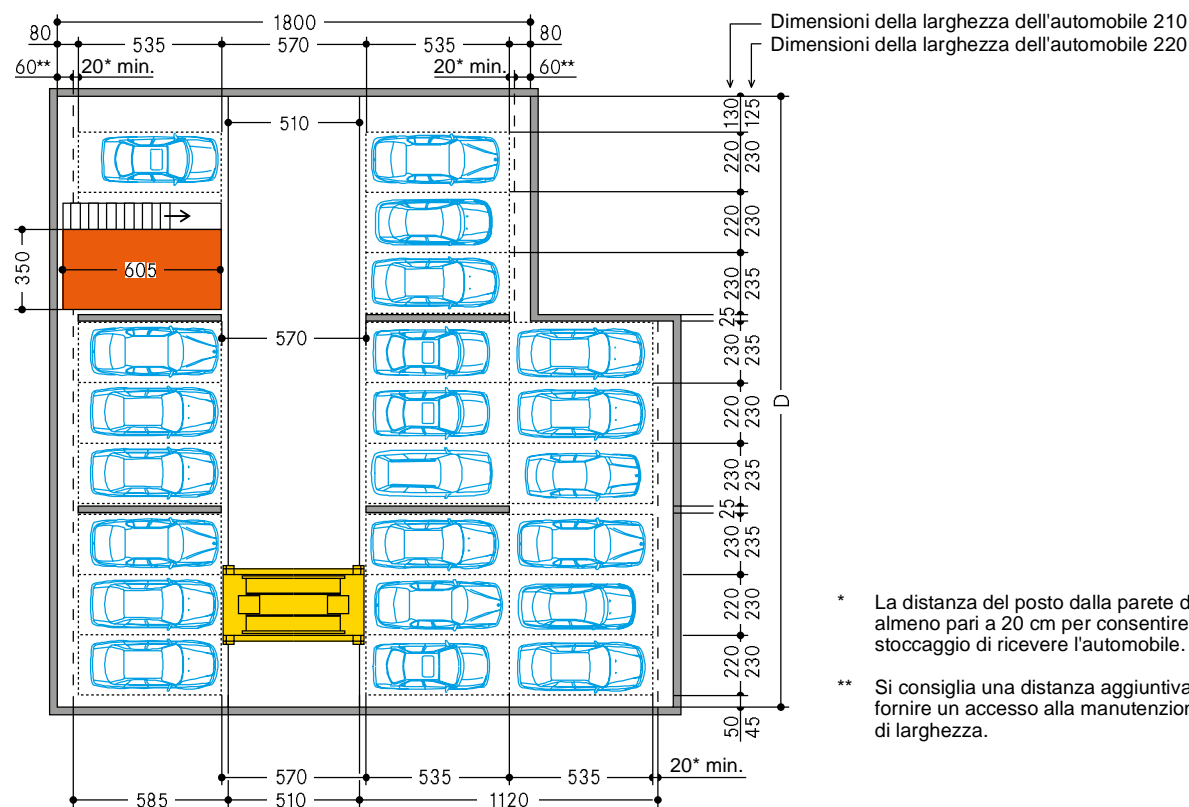 1800
Dimensioni della larghezza dell'automobile 210
80 535 570 535 80
Dimensioni della larghezza dell'automobile 220
60** 20* min. 20* min. 60**
510
130 125
220 230
220 230
350
605
230 235
25
570
230 235
220 230
D
230 235
25
230 235
220 230
220 230
50 45
* La distanza del posto dalla parete d
almeno pari a 20 cm per consentire
stoccaggio di ricevere l'automobile.
** Si consiglia una distanza aggiuntiva
fornire un accesso alla manutenzion
di larghezza.
570 535 535 20* min.
585 510 1120